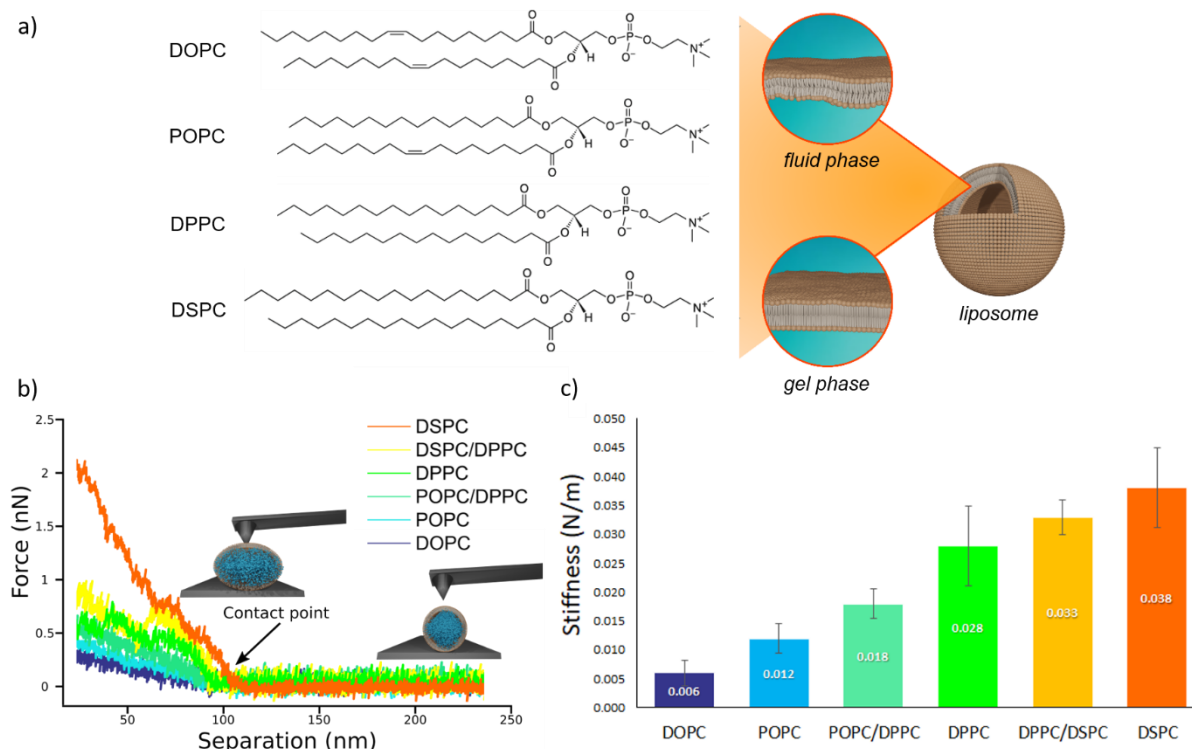 a)
DOPC
POPC
DPPC
DSPC
O
O
O
P
O
O
O⁻
N⁺
H
O
O
O
O
O
P
O
O
O⁻
N⁺
H
O
O
O
O
O
P
O
O
O⁻
N⁺
H
O
O
O
O
O
P
O
O
O⁻
N⁺
H
O
O
fluid phase
gel phase
liposome
b)
Force (nN)
2.5
2
1.5
1
0.5
0
50
100
150
200
250
Separation (nm)
DSPC
DSPC/DPPC
DPPC
POPC/DPPC
POPC
DOPC
Contact point
c)
Stiffness (N/m)
0.050
0.045
0.040
0.035
0.030
0.025
0.020
0.015
0.010
0.005
0.000
0.006
0.012
0.018
0.028
0.033
0.038
DOPC
POPC
POPC/DPPC
DPPC
DPPC/DSPC
DSPC